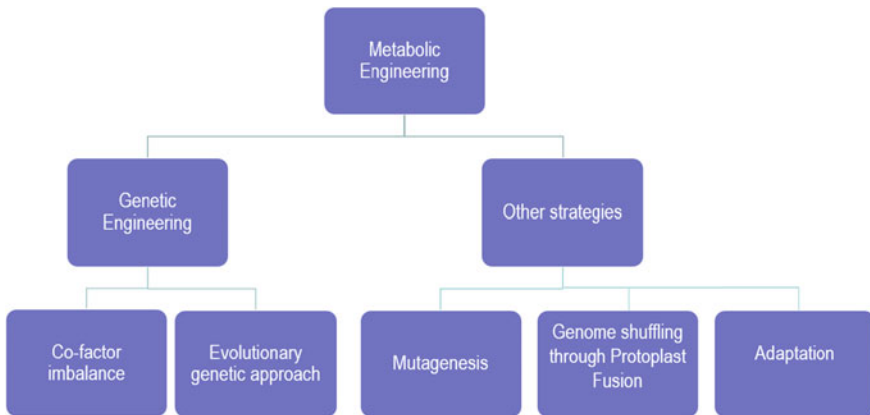 Metabolic
Engineering
Genetic
Engineering
Other strategies
Co-factor
imbalance
Evolutionary
genetic approach
Mutagenesis
Genome shuffling
through Protoplast
Fusion
Adaptation